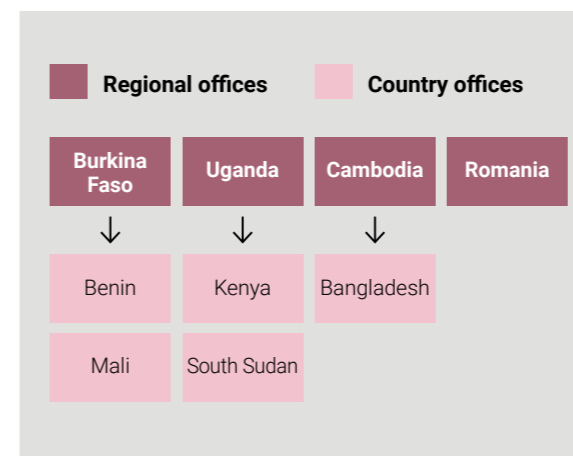 Regional offices
Country offices
Burkina
Faso
Uganda
Cambodia
Romania
Benin
Kenya
Bangladesh
Mali
South Sudan